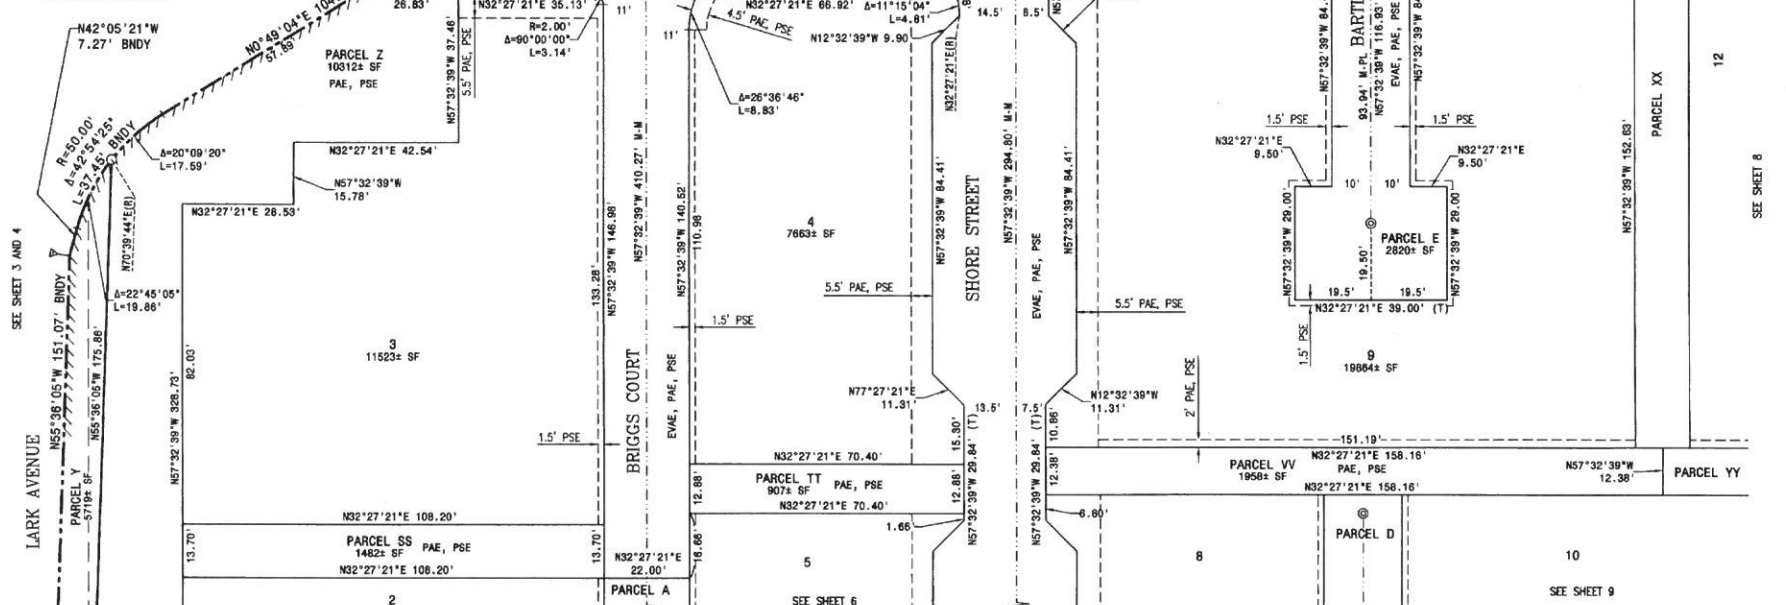 N42°05'21"W
7.27' BNDY
N0°49'04"E 104
57.89'
PARCEL Z
10312± SF
PAE, PSE
26.83'
N57°32'39"W 37.46'
5.5' PAE, PSE
N32°27'21"E 35.13'
11'
R=2.00'
Δ=90°00'00"
L=3.14'
4.5' PAE, PSE
11'
Δ=26°36'46"
L=8.83'
N32°27'21"E 66.92'
Δ=11°15'04"
L=4.81'
N12°32'39"W 9.90
N32°27'21"E(R)
14.5'
8.5'
N57°32'39"W 84.
93.94' M-PL
N57°32'39"W 116.93'
EVAE, PAE, PSE
N57°32'39"W 84.
PARCEL XX
12
R=50.00'
Δ=42°54'25"
L=37.45' BNDY
Δ=20°09'20"
L=17.59'
N32°27'21"E 42.54'
N57°32'39"W
15.78'
N32°27'21"E 28.53'
N70°39'44"E(R)
Δ=22°45'05"
L=19.86'
SEE SHEET 3 AND 4
LARK AVENUE
N55°36'05"W 151.07' BNDY
PARCEL Y
5719± SF
N55°36'05"W 175.86'
N57°32'39"W 328.73'
82.03'
3
11523± SF
133.28'
N57°32'39"W 146.98'
N57°32'39"W 410.27' M-M
BRIGGS COURT
EVAE, PAE, PSE
N57°32'39"W 140.52'
110.98'
1.5' PSE
1.5' PSE
4
7663± SF
5.5' PAE, PSE
N57°32'39"W 84.41'
SHORE STREET
N57°32'39"W 294.80' M-M
EVAE, PAE, PSE
N57°32'39"W 84.41'
5.5' PAE, PSE
N77°27'21"E
11.31'
13.5'
7.5'
N12°32'39"W
11.31'
15.30'
N57°32'39"W 29.84' (T)
N57°32'39"W 29.84' (T)
10.86'
12.38'
1.5' PSE
1.5' PSE
N32°27'21"E
9.50'
N32°27'21"E
9.50'
10'
10'
N57°32'39"W 29.00'
N57°32'39"W 29.00'
PARCEL E
2820± SF
19.50'
19.5'
19.5'
N32°27'21"E 39.00' (T)
1.5' PSE
9
19864± SF
2' PAE, PSE
N57°32'39"W 152.63'
SEE SHEET 8
151.19'
N32°27'21"E 158.16'
PARCEL VV
1958± SF
PAE, PSE
N32°27'21"E 158.16'
N57°32'39"W
12.38'
PARCEL YY
N32°27'21"E 70.40'
PARCEL TT
907± SF
PAE, PSE
N32°27'21"E 70.40'
12.88'
12.88'
1.66'
6.60'
N32°27'21"E 108.20'
PARCEL SS
1482± SF
PAE, PSE
N32°27'21"E 108.20'
13.70'
13.70'
N32°27'21"E
22.00'
16.66'
PARCEL A
2
5
SEE SHEET 6
8
PARCEL D
10
SEE SHEET 9